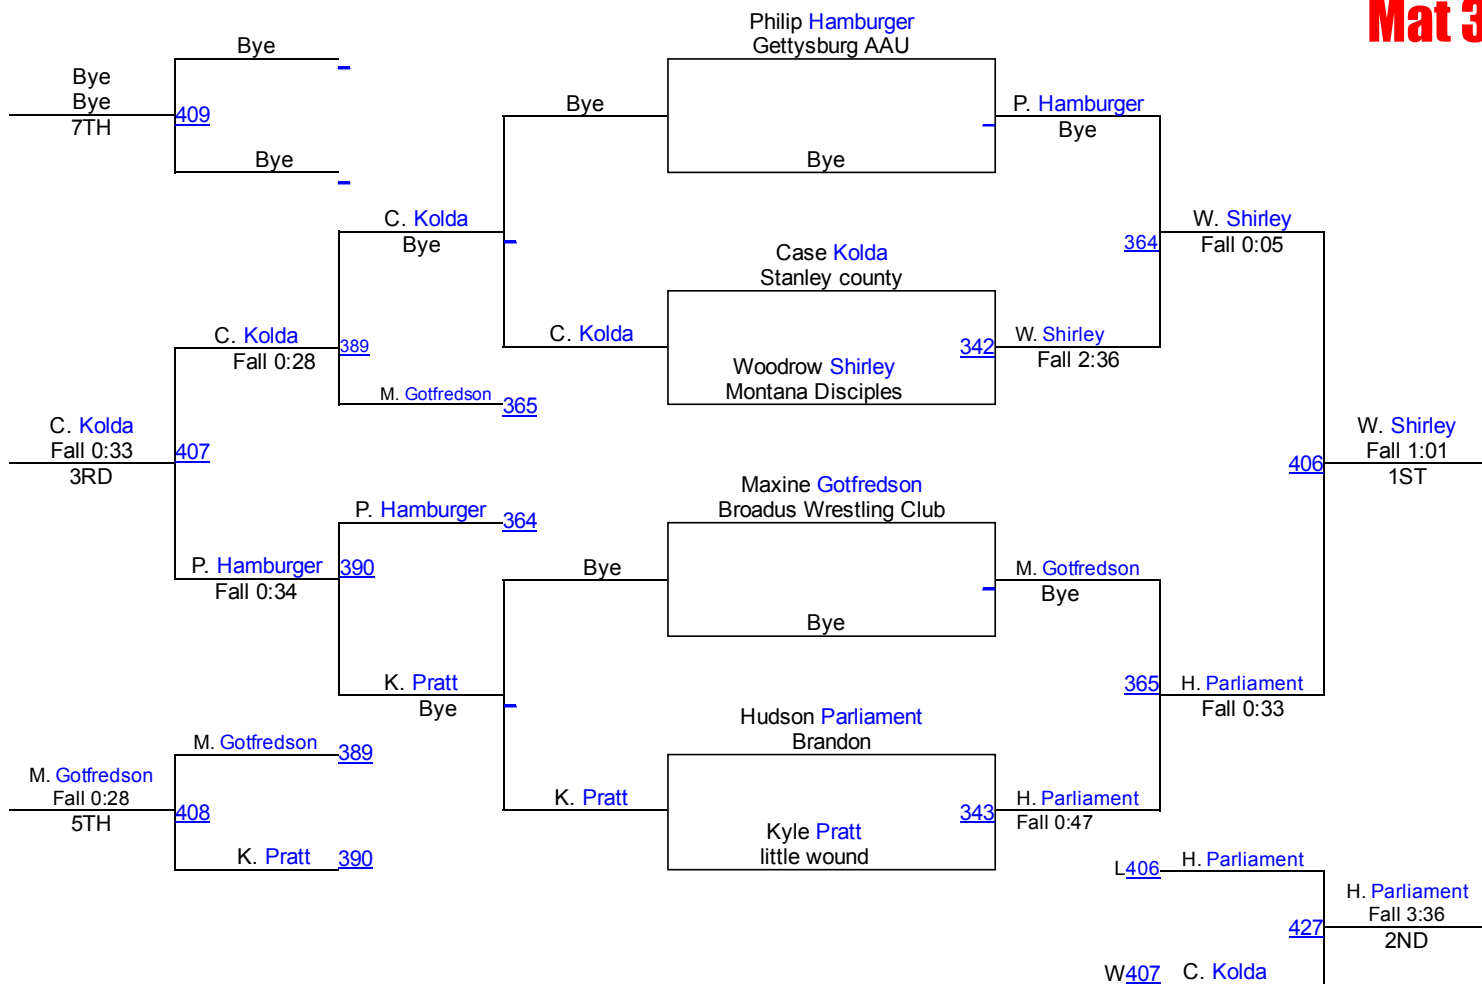 Mat 3
Philip Hamburger
Gettysburg AAU
Bye
P. Hamburger
Bye
Bye
Case Kolda
Stanley county
Woodrow Shirley
Montana Disciples
342
W. Shirley
Fall 2:36
364
W. Shirley
Fall 0:05
Maxine Gotfredson
Broadus Wrestling Club
Bye
M. Gotfredson
Bye
Bye
Hudson Parliament
Brandon
Kyle Pratt
little wound
343
H. Parliament
Fall 0:47
365
H. Parliament
Fall 0:33
406
W. Shirley
Fall 1:01
1ST
L406
H. Parliament
W407
C. Kolda
427
H. Parliament
Fall 3:36
2ND
Bye
Bye
409
Bye
Bye
7TH
C. Kolda
C. Kolda
Bye
M. Gotfredson
365
389
C. Kolda
Fall 0:28
P. Hamburger
364
K. Pratt
K. Pratt
Bye
390
P. Hamburger
Fall 0:34
407
C. Kolda
Fall 0:33
3RD
M. Gotfredson
389
K. Pratt
390
408
M. Gotfredson
Fall 0:28
5TH